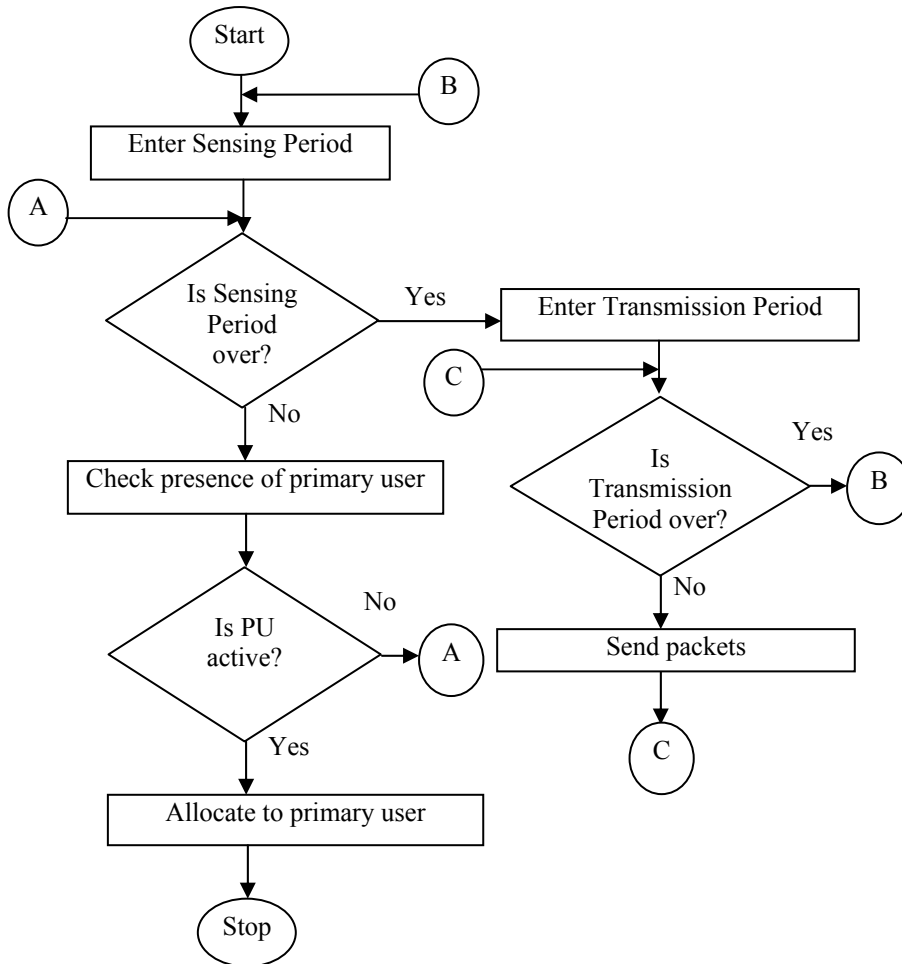 Start
B
Enter Sensing Period
A
Is Sensing
Period
over?
Yes
Enter Transmission Period
C
No
Yes
Check presence of primary user
Is
Transmission
Period over?
B
No
Is PU
active?
No
A
Send packets
Yes
C
Allocate to primary user
Stop